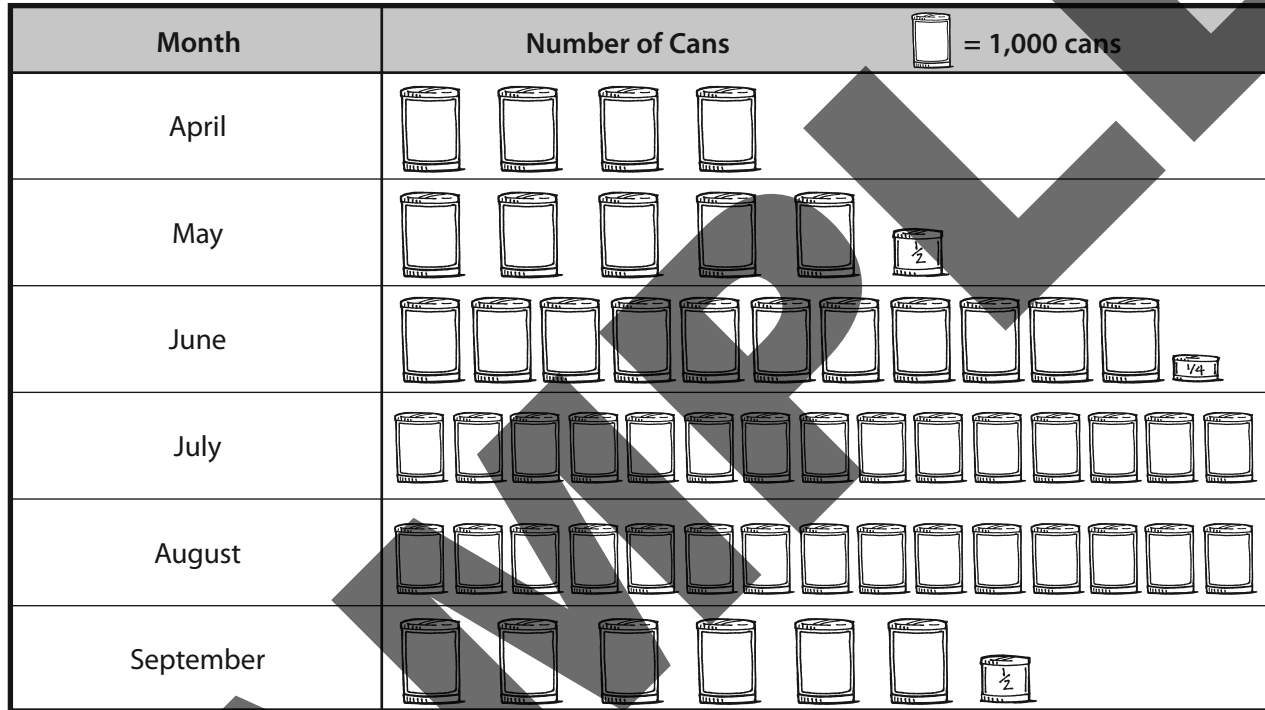 Month Number of Cans = 1,000 cans
April
May ½
June 1/4
July
August
September ½
MPLE